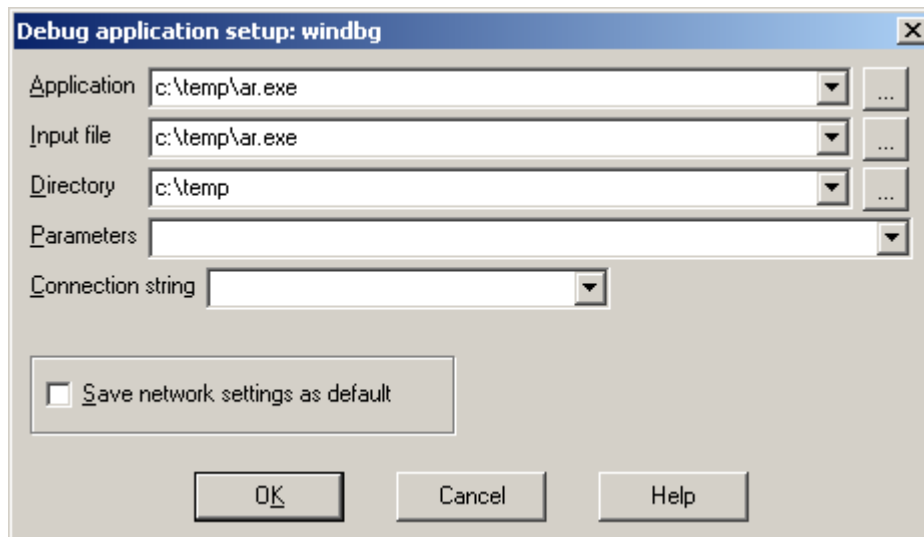 Debug application setup: windbg
Application c:\temp\ar.exe ...
Input file c:\temp\ar.exe ...
Directory c:\temp ...
Parameters
Connection string
Save network settings as default
OK Cancel Help